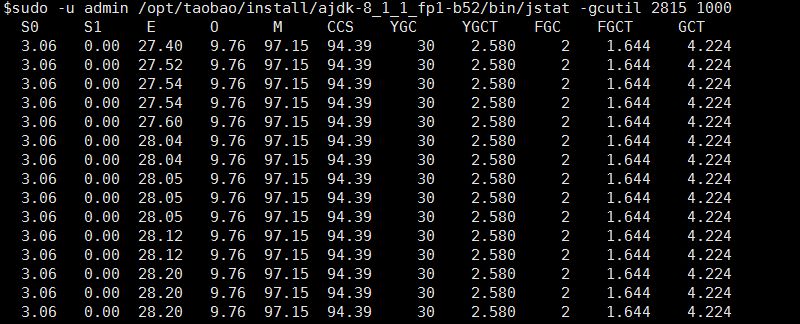 $sudo -u admin /opt/taobao/install/ajdk-8_1_1_fp1-b52/bin/jstat -gcutil 2815 1000
S0 S1 E O M CCS YGC YGCT FGC FGCT GCT
3.06 0.00 27.40 9.76 97.15 94.39 30 2.580 2 1.644 4.224
3.06 0.00 27.52 9.76 97.15 94.39 30 2.580 2 1.644 4.224
3.06 0.00 27.54 9.76 97.15 94.39 30 2.580 2 1.644 4.224
3.06 0.00 27.54 9.76 97.15 94.39 30 2.580 2 1.644 4.224
3.06 0.00 27.60 9.76 97.15 94.39 30 2.580 2 1.644 4.224
3.06 0.00 28.04 9.76 97.15 94.39 30 2.580 2 1.644 4.224
3.06 0.00 28.04 9.76 97.15 94.39 30 2.580 2 1.644 4.224
3.06 0.00 28.05 9.76 97.15 94.39 30 2.580 2 1.644 4.224
3.06 0.00 28.05 9.76 97.15 94.39 30 2.580 2 1.644 4.224
3.06 0.00 28.05 9.76 97.15 94.39 30 2.580 2 1.644 4.224
3.06 0.00 28.12 9.76 97.15 94.39 30 2.580 2 1.644 4.224
3.06 0.00 28.12 9.76 97.15 94.39 30 2.580 2 1.644 4.224
3.06 0.00 28.20 9.76 97.15 94.39 30 2.580 2 1.644 4.224
3.06 0.00 28.20 9.76 97.15 94.39 30 2.580 2 1.644 4.224
3.06 0.00 28.20 9.76 97.15 94.39 30 2.580 2 1.644 4.224